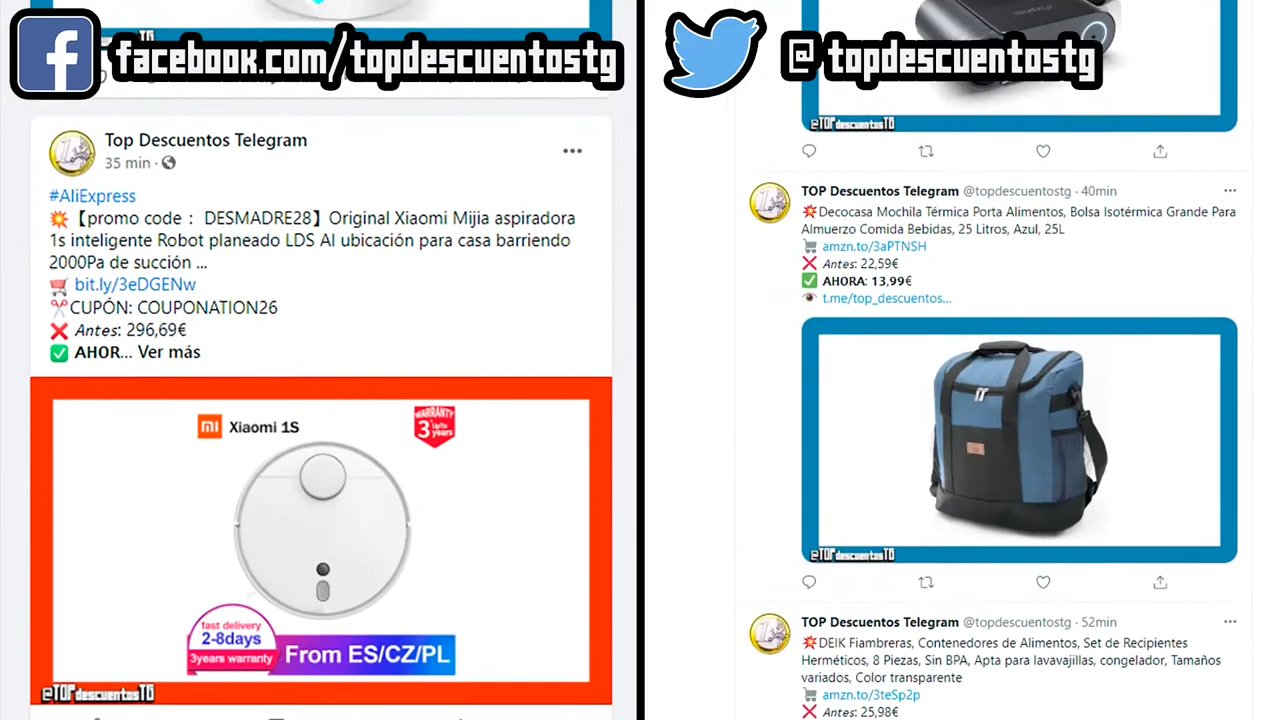 facebook.com/topdescuentostg
Top Descuentos Telegram
35 min ·
#AliExpress
💥【promo code： DESMADRE28】Original Xiaomi Mijia aspiradora
1s inteligente Robot planeado LDS AI ubicación para casa barriendo
2000Pa de succión ...
🛒 bit.ly/3eDGENw
✂️CUPÓN: COUPONATION26
❌ Antes: 296,69€
✅ AHOR... Ver más
mi Xiaomi 1S
WARRANTY
UpTo
3 years
fast delivery
2-8days
3years warranty
From ES/CZ/PL
@TOPdescuentosTG
@topdescuentostg
@TOPdescuentosTG
TOP Descuentos Telegram @topdescuentostg · 40min
💥Decocasa Mochila Térmica Porta Alimentos, Bolsa Isotérmica Grande Para
Almuerzo Comida Bebidas, 25 Litros, Azul, 25L
🛒 amzn.to/3aPTNSH
❌ Antes: 22,59€
✅ AHORA: 13,99€
👁 t.me/top_descuentos...
@TOPdescuentosTG
TOP Descuentos Telegram @topdescuentostg · 52min
💥DEIK Fiambreras, Contenedores de Alimentos, Set de Recipientes
Herméticos, 8 Piezas, Sin BPA, Apta para lavavajillas, congelador, Tamaños
variados, Color transparente
🛒 amzn.to/3teSp2p
❌ Antes: 25,98€